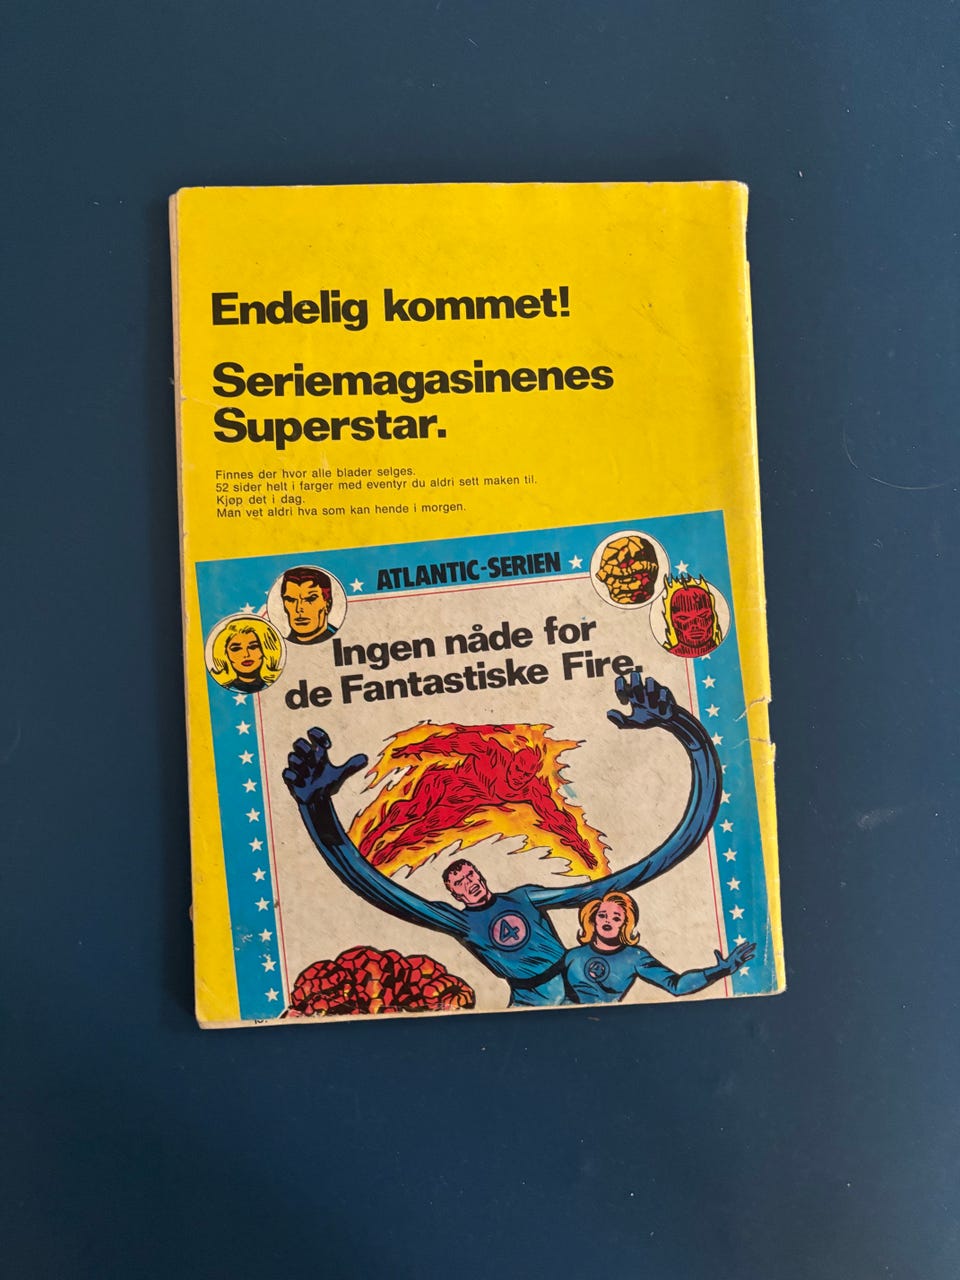 Endelig kommet!
Seriemagasinenes
Superstar.
Finnes der hvor alle blader selges.
52 sider helt i farger med eventyr du aldri sett maken til.
Kjøp det i dag.
Man vet aldri hva som kan hende i morgen.
ATLANTIC-SERIEN
Ingen nåde for
de Fantastiske Fire.
4
4